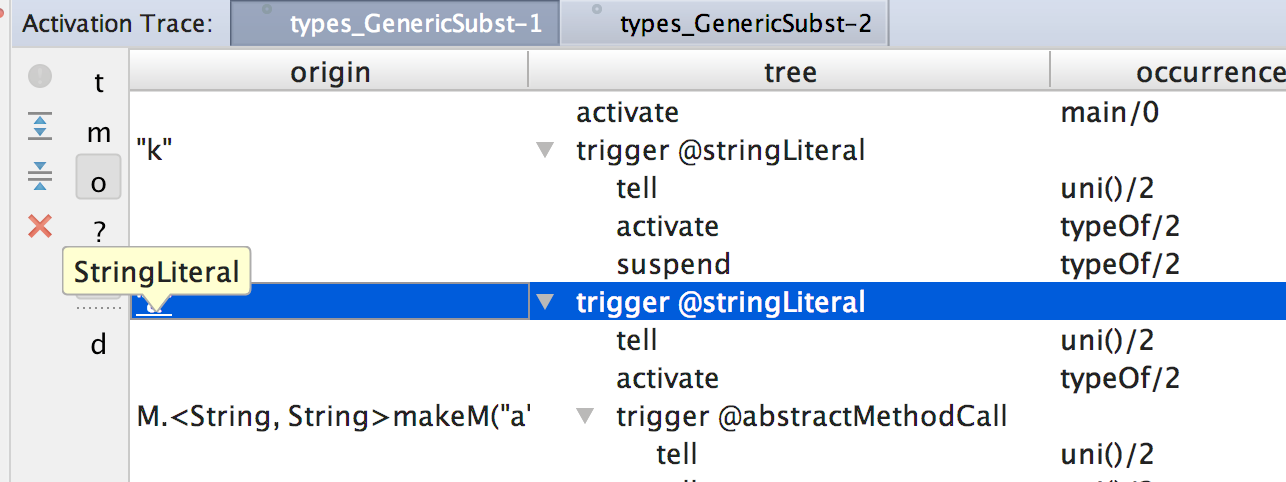 Activation Trace: types_GenericSubst-1 types_GenericSubst-2
origin tree occurrence
t
m
o
?
d
activate main/0
"k" trigger @stringLiteral
tell uni()/2
activate typeOf/2
suspend typeOf/2
StringLiteral
trigger @stringLiteral
tell uni()/2
activate typeOf/2
M.<String, String>makeM("a" trigger @abstractMethodCall
tell uni()/2